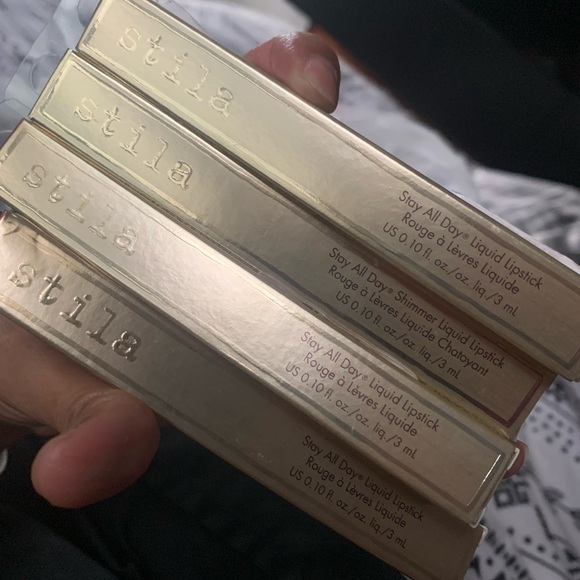 stila
Stay All Day® Liquid Lipstick
Rouge à Lèvres Liquide
US 0.10 fl. oz./oz. liq./3 mL
stila
Stay All Day® Shimmer Liquid Lipstick
Rouge à Lèvres Liquide Chatoyant
US 0.10 fl. oz./oz. liq./3 mL
stila
Stay All Day® Liquid Lipstick
Rouge à Lèvres Liquide
US 0.10 fl. oz./oz. liq./3 mL
stila
Stay All Day® Liquid Lipstick
Rouge à Lèvres Liquide
US 0.10 fl. oz./oz. liq./3 mL